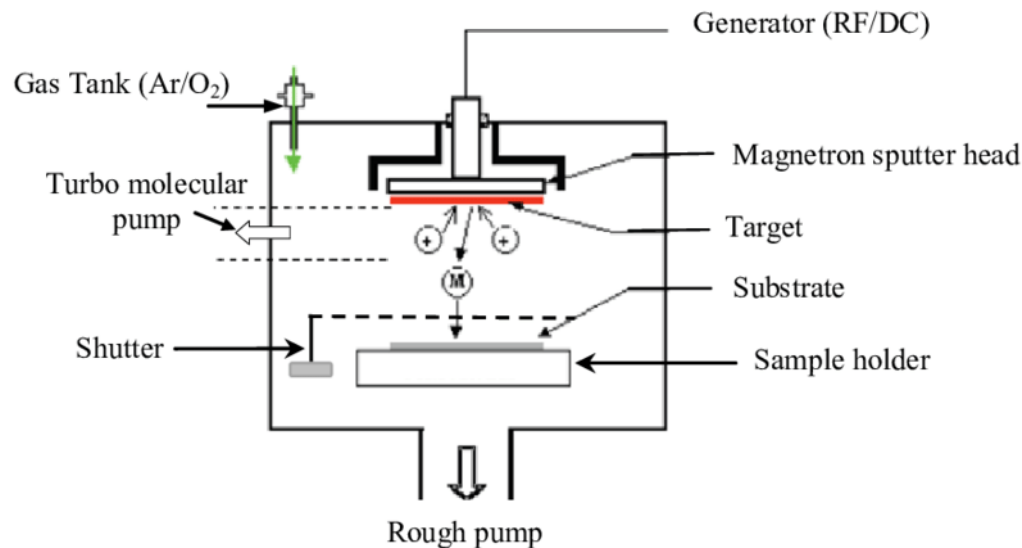 Generator (RF/DC)
Gas Tank (Ar/O₂)
Magnetron sputter head
Turbo molecular
pump
Target
+
+
M
Substrate
Shutter
Sample holder
Rough pump